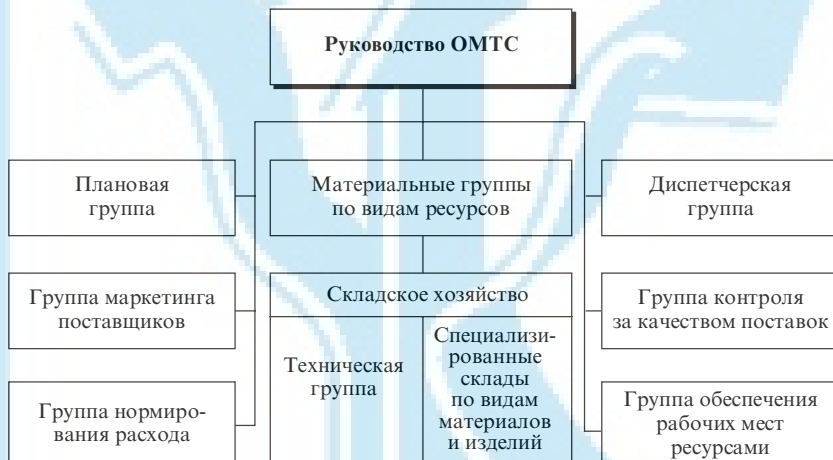 Руководство ОМТС
Плановая
группа
Материальные группы
по видам ресурсов
Диспетчерская
группа
Группа маркетинга
поставщиков
Складское хозяйство
Группа контроля
за качеством поставок
Техническая
группа
Специализи-
рованные
склады
по видам
материалов
и изделий
Группа нормиро-
вания расхода
Группа обеспечения
рабочих мест
ресурсами